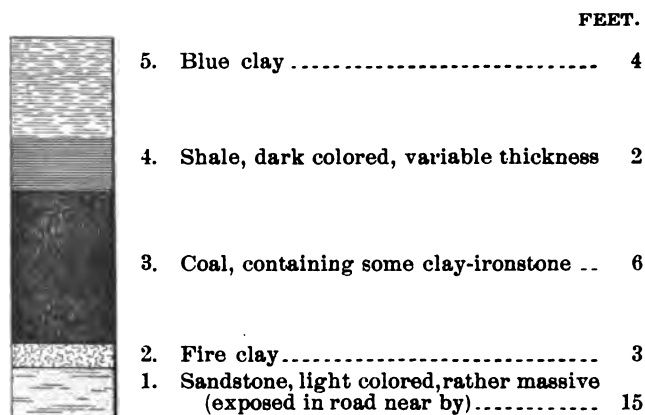 FEET.
5. Blue clay ............................. 4
4. Shale, dark colored, variable thickness 2
3. Coal, containing some clay-ironstone .. 6
2. Fire clay.............................. 3
1. Sandstone, light colored, rather massive
(exposed in road near by)............ 15